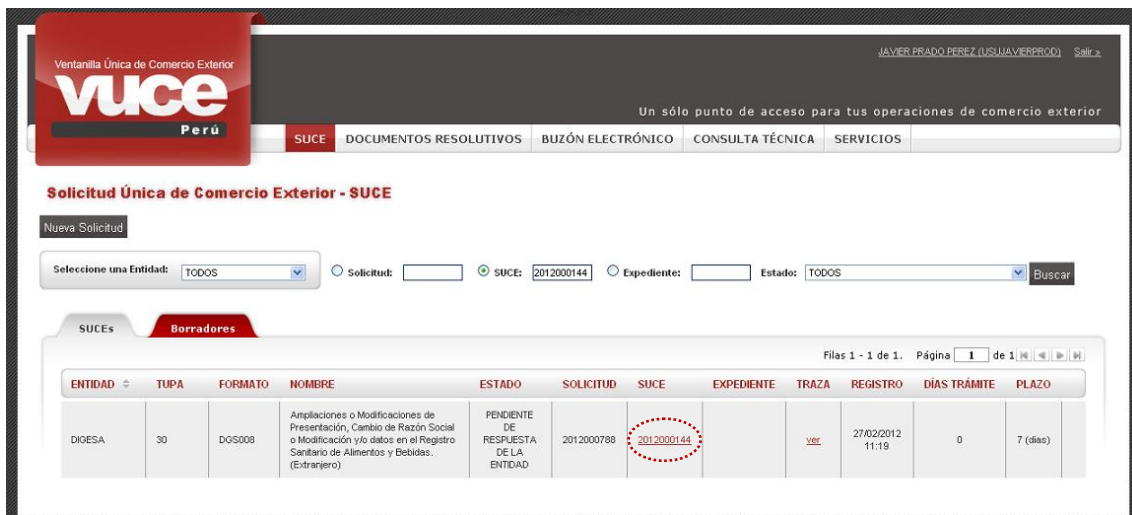 JAVIER PRADO PEREZ (USUJAVIERPROD) Salir »
Ventanilla Única de Comercio Exterior
vuce
Perú
Un sólo punto de acceso para tus operaciones de comercio exterior
SUCE DOCUMENTOS RESOLUTIVOS BUZÓN ELECTRÓNICO CONSULTA TÉCNICA SERVICIOS
Solicitud Única de Comercio Exterior - SUCE
Nueva Solicitud
Seleccione una Entidad: TODOS Solicitud: SUCE: 2012000144 Expediente: Estado: TODOS Buscar
SUCEs Borradores
Filas 1 - 1 de 1. Página 1 de 1
ENTIDAD TUPA FORMATO NOMBRE ESTADO SOLICITUD SUCE EXPEDIENTE TRAZA REGISTRO DÍAS TRÁMITE PLAZO
DIGESA 30 DGS008
Ampliaciones o Modificaciones de
Presentación, Cambio de Razón Social
o Modificación y/o datos en el Registro
Sanitario de Alimentos y Bebidas.
(Extranjero)
PENDIENTE
DE
RESPUESTA
DE LA
ENTIDAD
2012000788 2012000144 ver
27/02/2012
11:19
0 7 (dias)